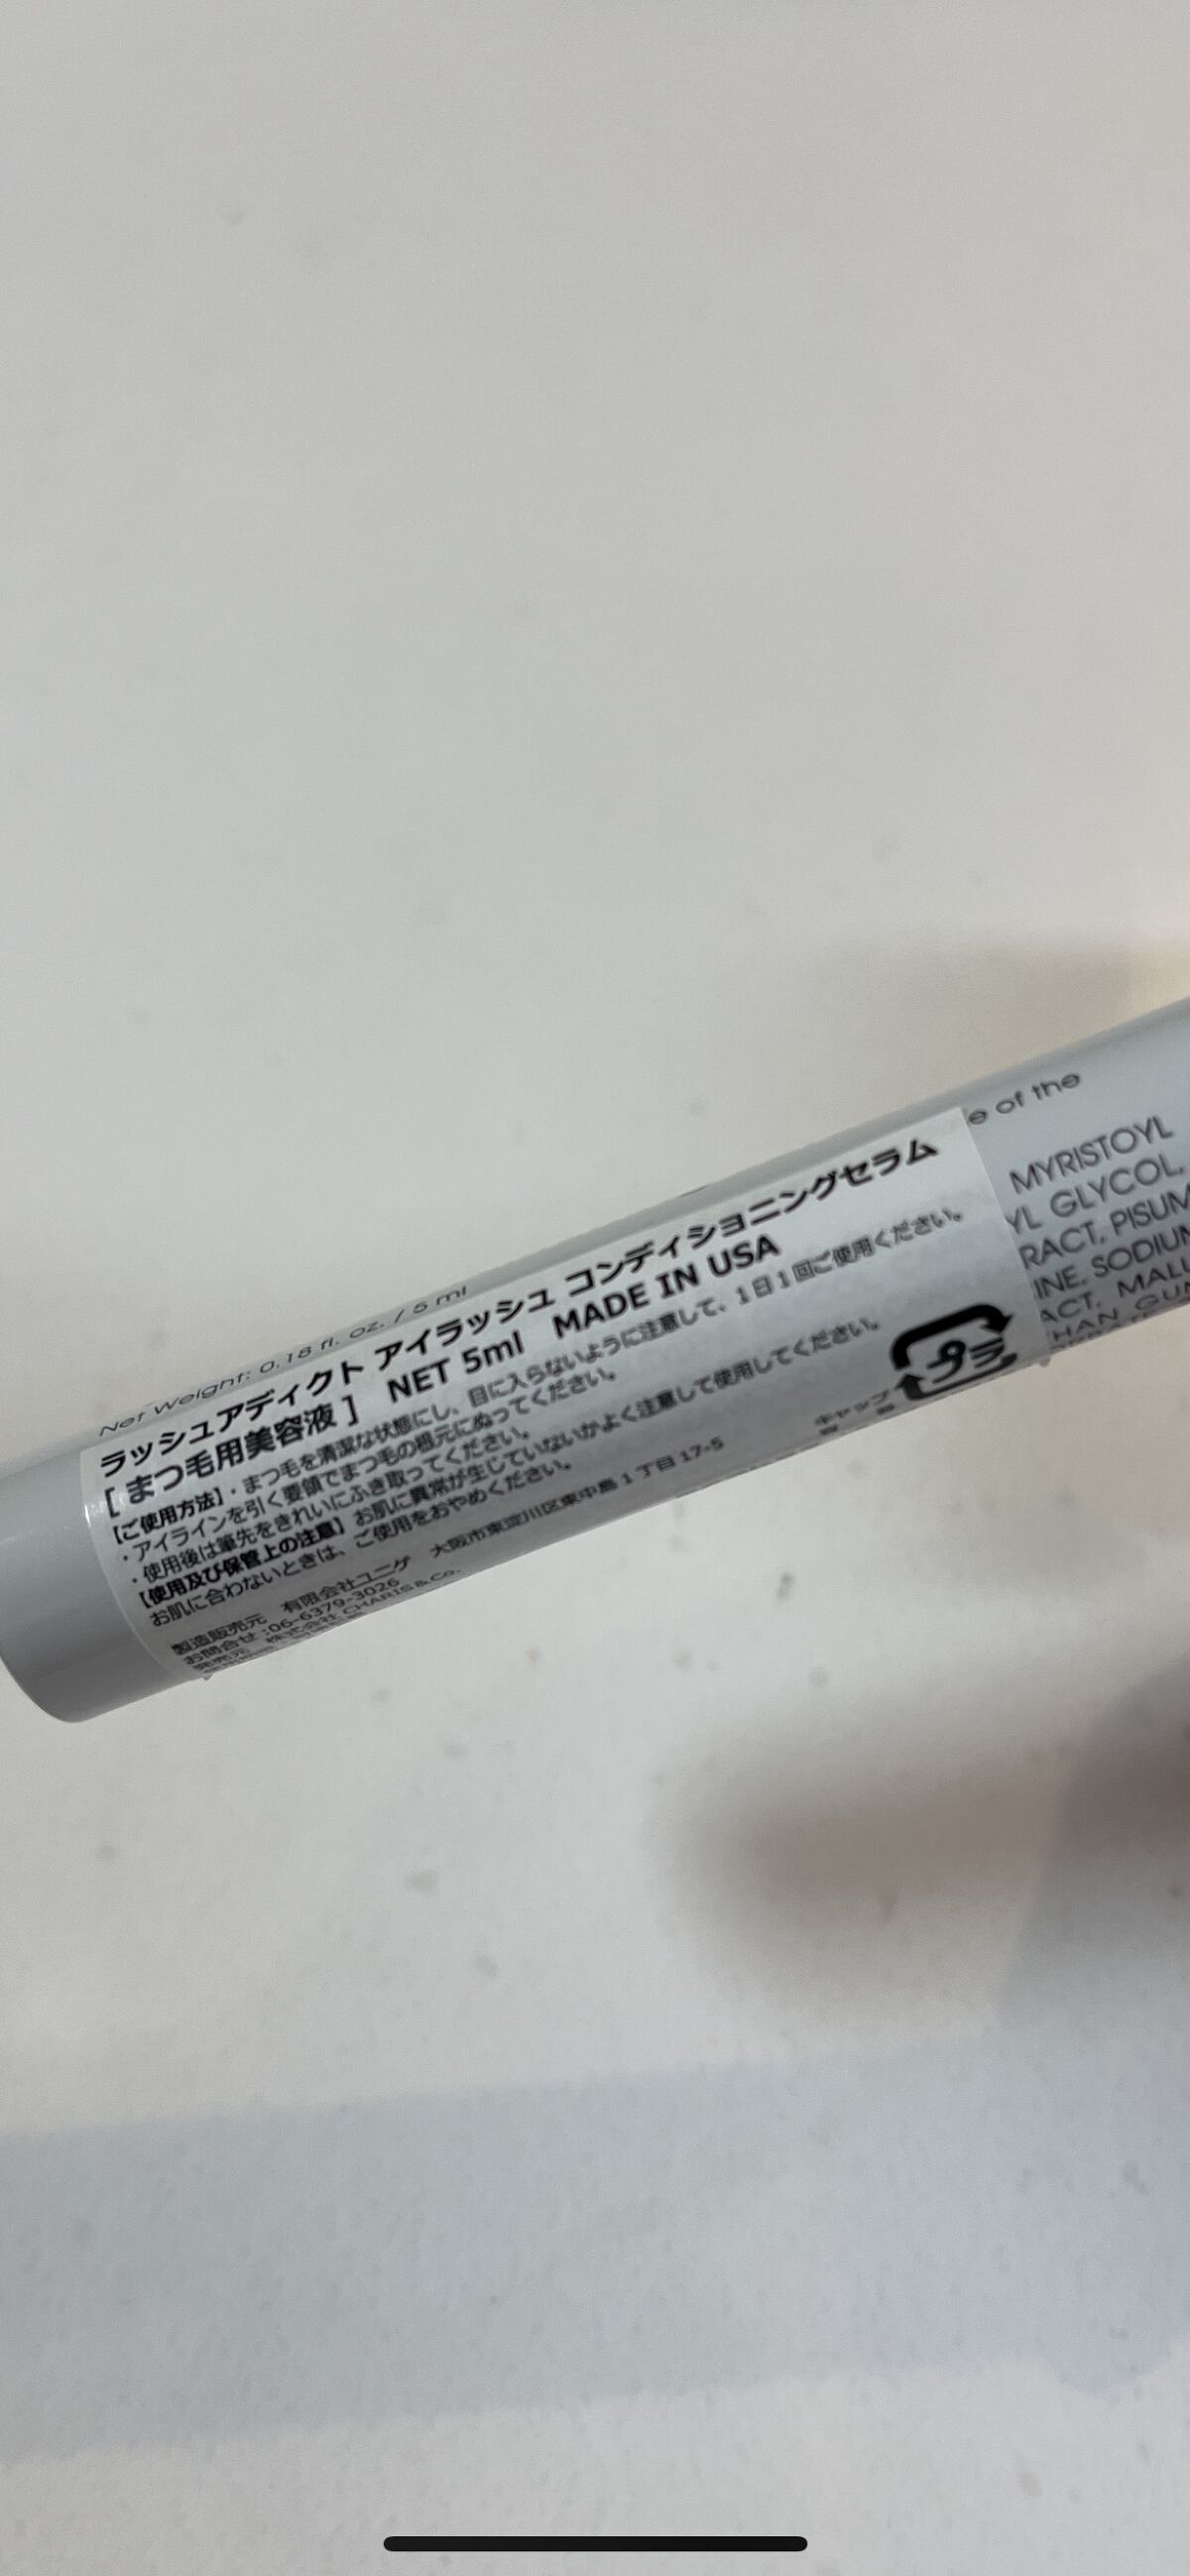 Net Weight: 0.18 fl. oz. / 5 ml
ラッシュアディクト アイラッシュ コンディショニングセラム
[ まつ毛用美容液 ] NET 5ml MADE IN USA
【ご使用方法】・まつ毛を清潔な状態にし、目に入らないように注意して、1日1回ご使用ください。
・アイラインを引く要領でまつ毛の根元にぬってください。
・使用後は筆先をきれいにふき取ってください。
【使用及び保管上の注意】お肌に異常が生じていないかよく注意して使用してください。
お肌に合わないときは、ご使用をおやめください。
製造販売元 有限会社ユニゲ 大阪市東淀川区東中島1丁目17-5
お問合せ:06-6379-3026
発売元 株式会社 CHARIS & Co.
プラ
キャップ
e of the
MYRISTOYL
YL GLYCOL,
RACT, PISUM
INE, SODIUM
ACT, MALU
HAN GUM